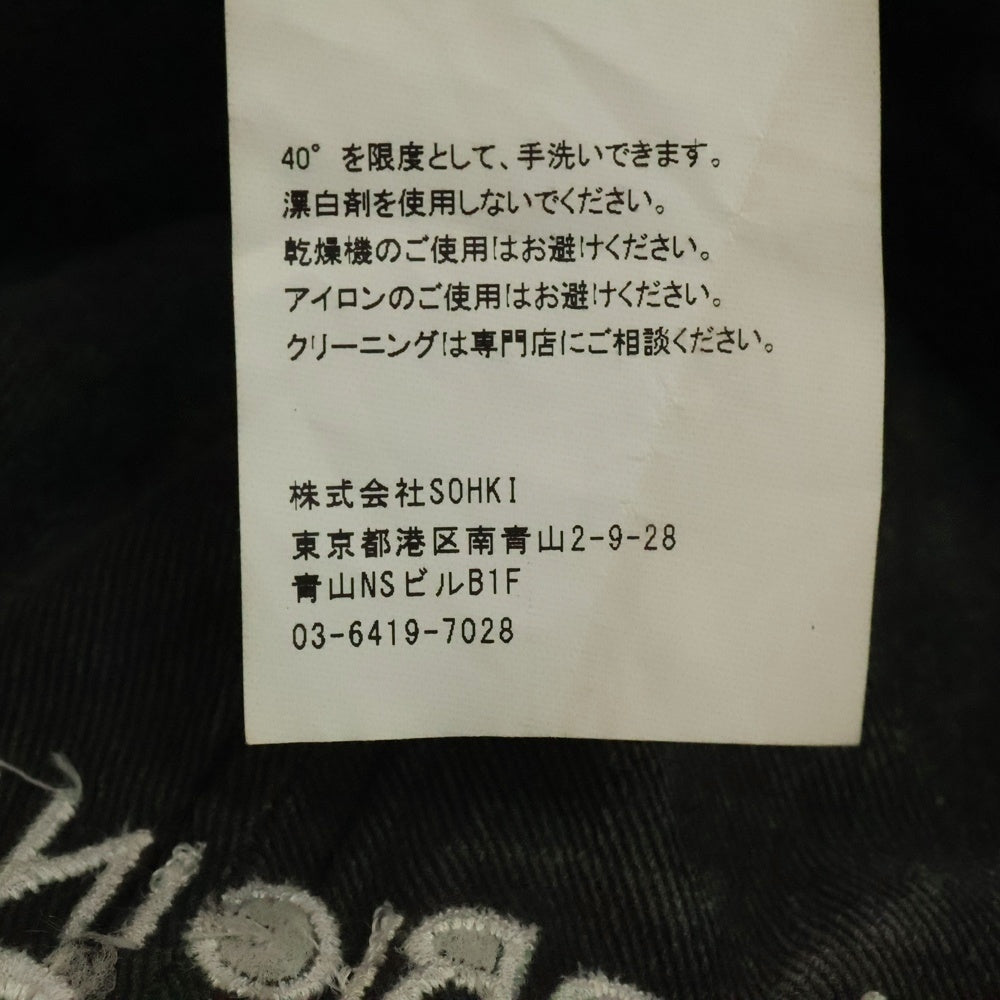 40°を限度として、手洗いできます。
漂白剤を使用しないでください。
乾燥機のご使用はお避けください。
アイロンのご使用はお避けください。
クリーニングは専門店にご相談ください。
株式会社SOHKI
東京都港区南青山2-9-28
青山NSビルB1F
03-6419-7028